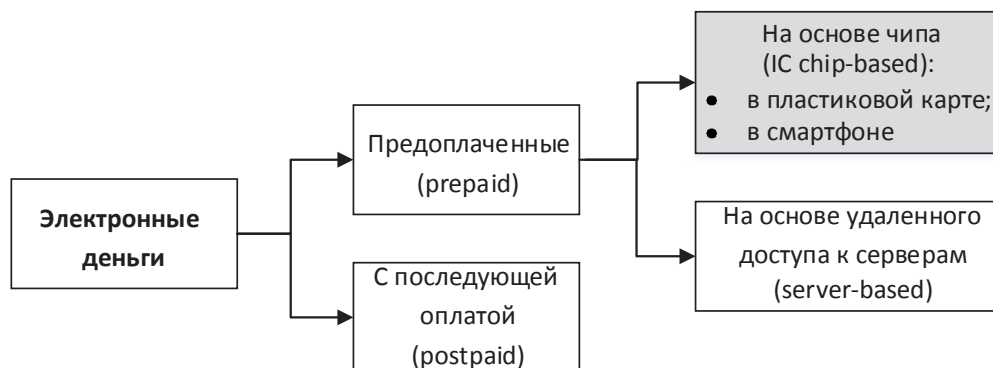 Электронные
деньги
Предоплаченные
(prepaid)
С последующей
оплатой
(postpaid)
На основе чипа
(IC chip-based):
• в пластиковой карте;
• в смартфоне
На основе удаленного
доступа к серверам
(server-based)